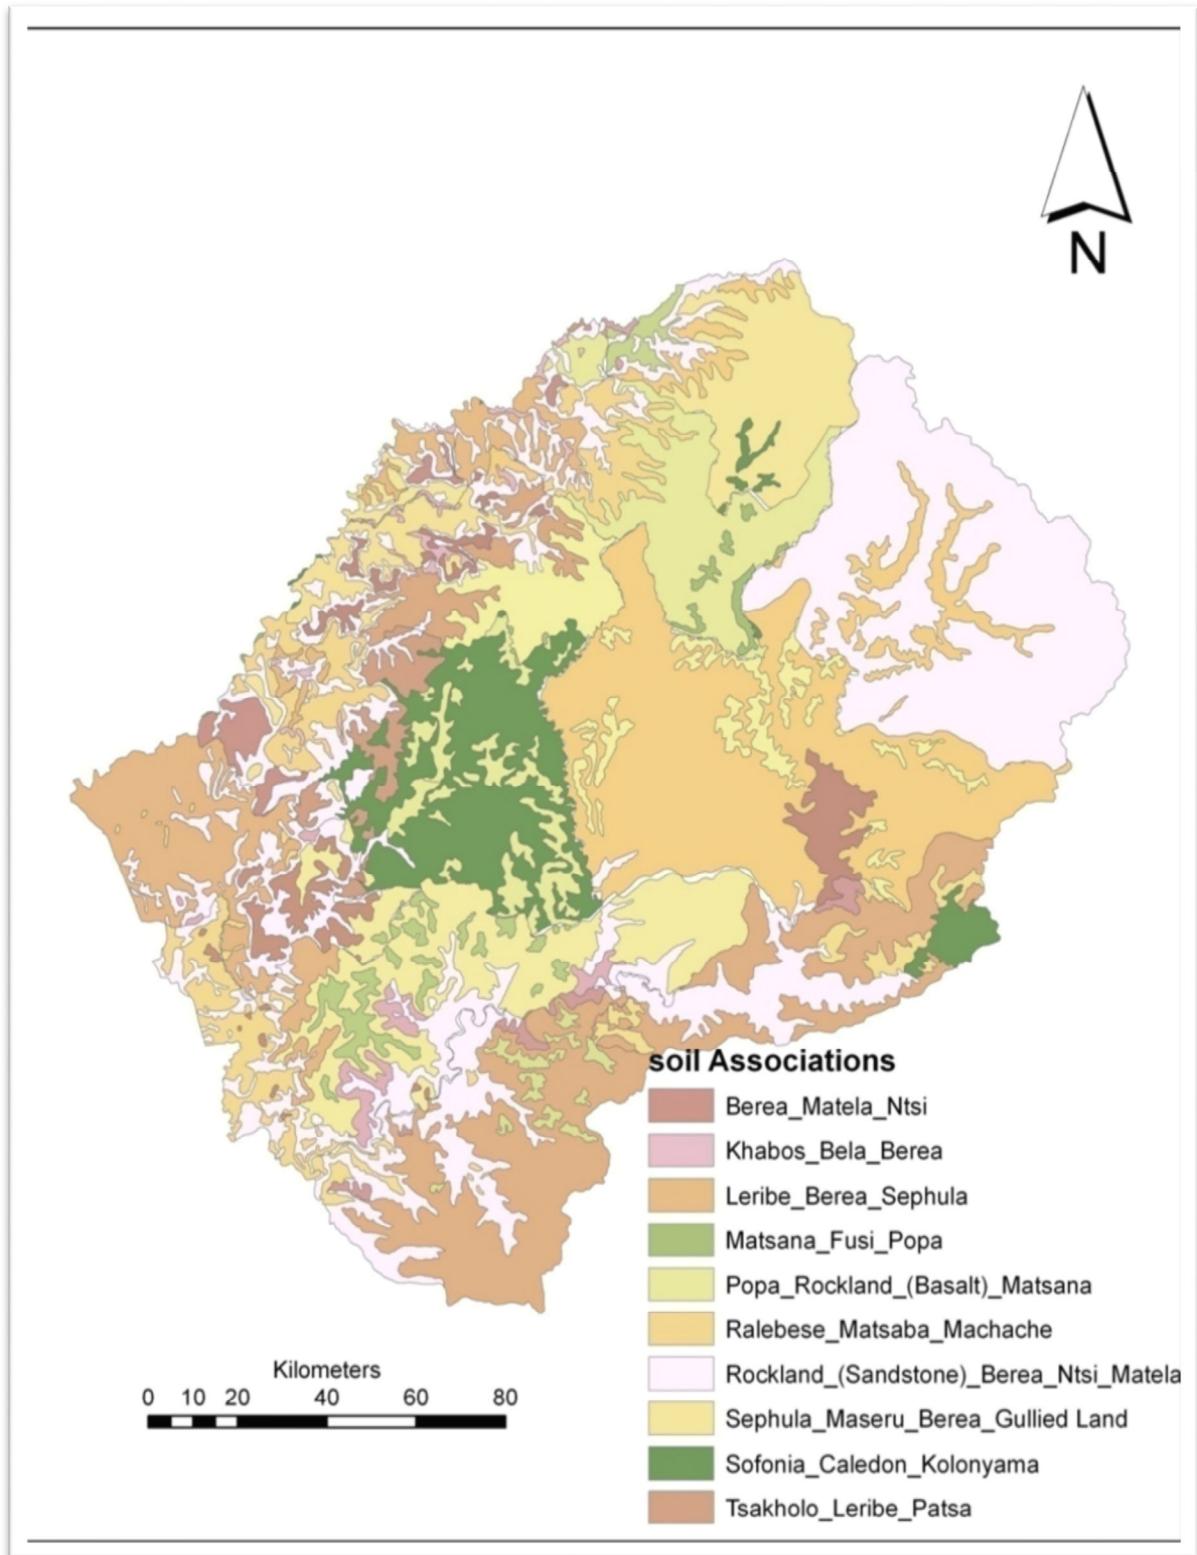 N
soil Associations
Berea_Matela_Ntsi
Khabos_Bela_Berea
Leribe_Berea_Sephula
Matsana_Fusi_Popa
Popa_Rockland_(Basalt)_Matsana
Ralebese_Matsaba_Machache
Rockland_(Sandstone)_Berea_Ntsi_Matela
Sephula_Maseru_Berea_Gullied Land
Sofonia_Caledon_Kolonyama
Tsakholo_Leribe_Patsa
Kilometers
0 10 20 40 60 80